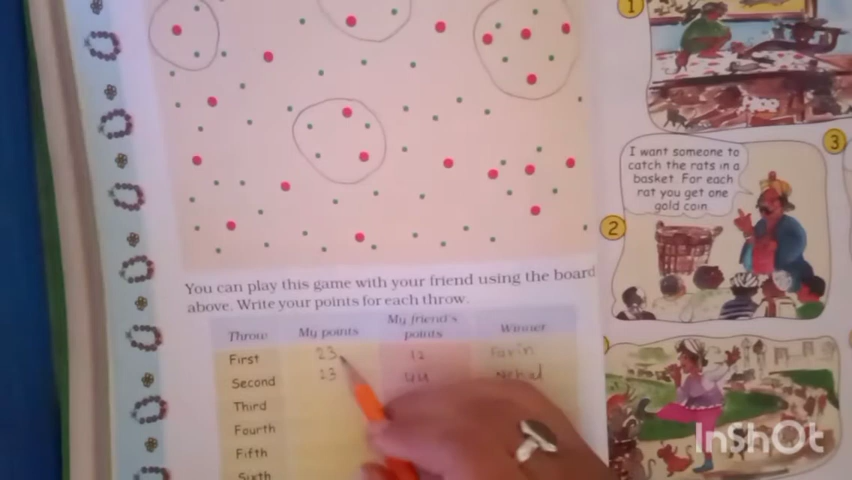 1
I want someone to
catch the rats in a
basket. For each
rat you get one
gold coin.
3
2
You can play this game with your friend using the board
above. Write your points for each throw.
Throw My points My friend's points Winner
First 23 12
Second 23 44
Third
Fourth
Fifth
Sixth
InShOt